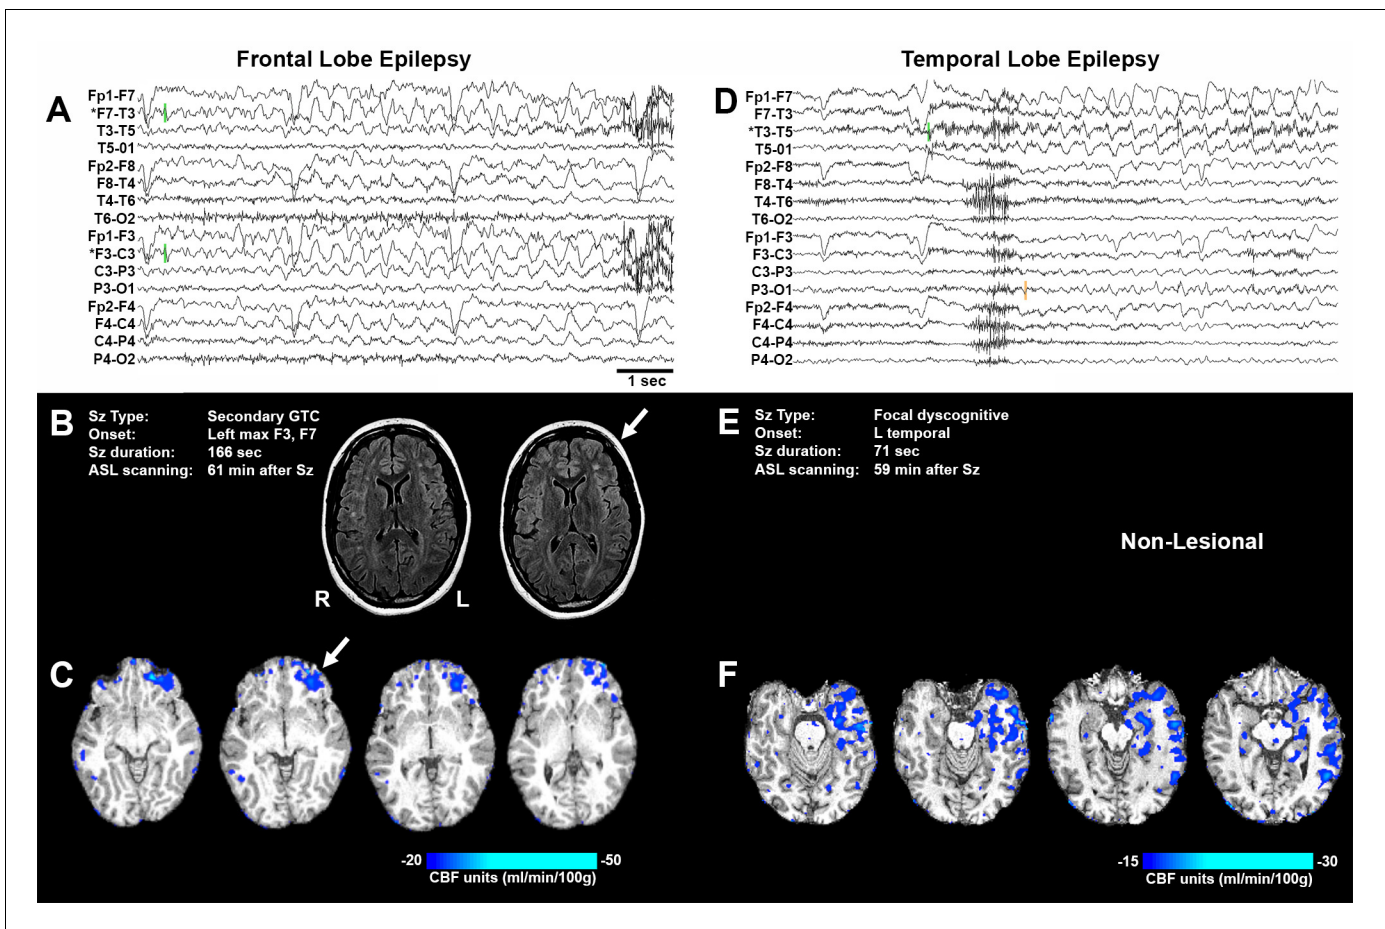 Frontal Lobe Epilepsy
A
Fp1-F7
*F7-T3
T3-T5
T5-01
Fp2-F8
F8-T4
T4-T6
T6-O2
Fp1-F3
*F3-C3
C3-P3
P3-O1
Fp2-F4
F4-C4
C4-P4
P4-O2
1 sec
Temporal Lobe Epilepsy
D
Fp1-F7
F7-T3
*T3-T5
T5-01
Fp2-F8
F8-T4
T4-T6
T6-O2
Fp1-F3
F3-C3
C3-P3
P3-O1
Fp2-F4
F4-C4
C4-P4
P4-O2
B
Sz Type: Secondary GTC
Onset: Left max F3, F7
Sz duration: 166 sec
ASL scanning: 61 min after Sz
R L
E
Sz Type: Focal dyscognitive
Onset: L temporal
Sz duration: 71 sec
ASL scanning: 59 min after Sz
Non-Lesional
C
-20 -50
CBF units (ml/min/100g)
F
-15 -30
CBF units (ml/min/100g)